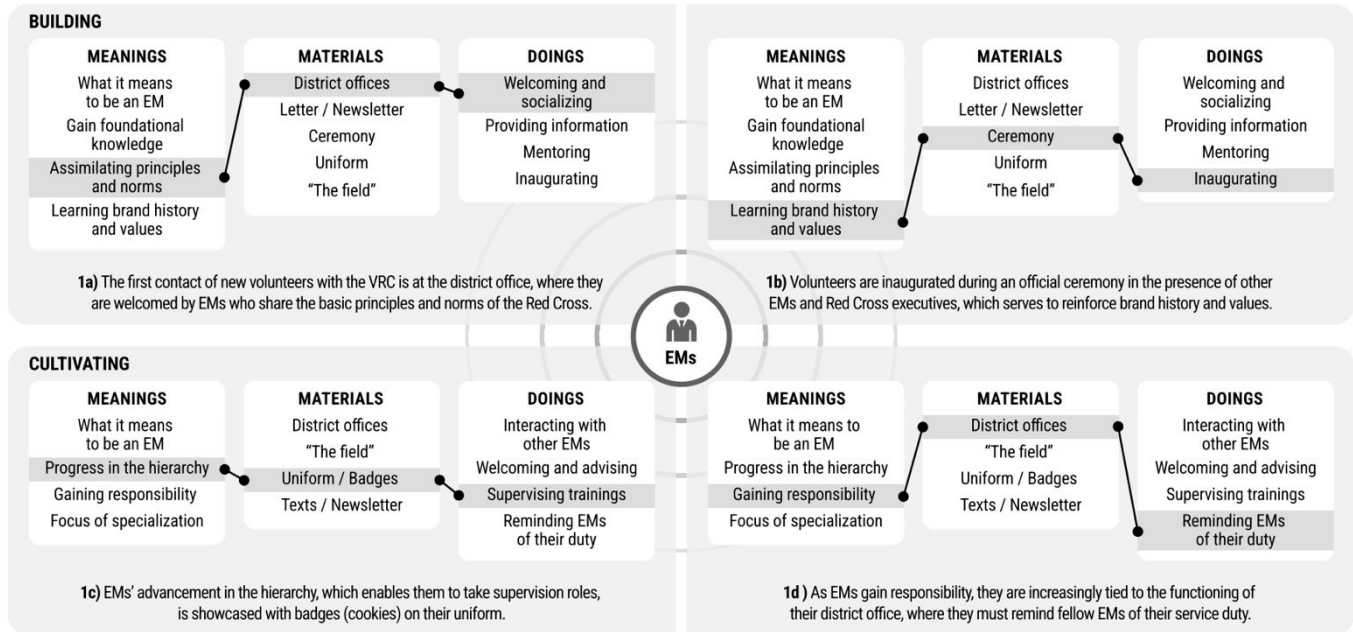 BUILDING
MEANINGS
What it means
to be an EM
Gain foundational
knowledge
Assimilating principles
and norms
Learning brand history
and values
MATERIALS
District offices
Letter / Newsletter
Ceremony
Uniform
“The field”
DOINGS
Welcoming and
socializing
Providing information
Mentoring
Inaugurating
1a) The first contact of new volunteers with the VRC is at the district office, where they
are welcomed by EMs who share the basic principles and norms of the Red Cross.
MEANINGS
What it means
to be an EM
Gain foundational
knowledge
Assimilating principles
and norms
Learning brand history
and values
MATERIALS
District offices
Letter / Newsletter
Ceremony
Uniform
“The field”
DOINGS
Welcoming and
socializing
Providing information
Mentoring
Inaugurating
1b) Volunteers are inaugurated during an official ceremony in the presence of other
EMs and Red Cross executives, which serves to reinforce brand history and values.
EMs
CULTIVATING
MEANINGS
What it means
to be an EM
Progress in the hierarchy
Gaining responsibility
Focus of specialization
MATERIALS
District offices
“The field”
Uniform / Badges
Texts / Newsletter
DOINGS
Interacting with
other EMs
Welcoming and advising
Supervising trainings
Reminding EMs
of their duty
1c) EMs’ advancement in the hierarchy, which enables them to take supervision roles,
is showcased with badges (cookies) on their uniform.
MEANINGS
What it means to
be an EM
Progress in the hierarchy
Gaining responsibility
Focus of specialization
MATERIALS
District offices
“The field”
Uniform / Badges
Texts / Newsletter
DOINGS
Interacting with
other EMs
Welcoming and advising
Supervising trainings
Reminding EMs
of their duty
1d ) As EMs gain responsibility, they are increasingly tied to the functioning of
their district office, where they must remind fellow EMs of their service duty.